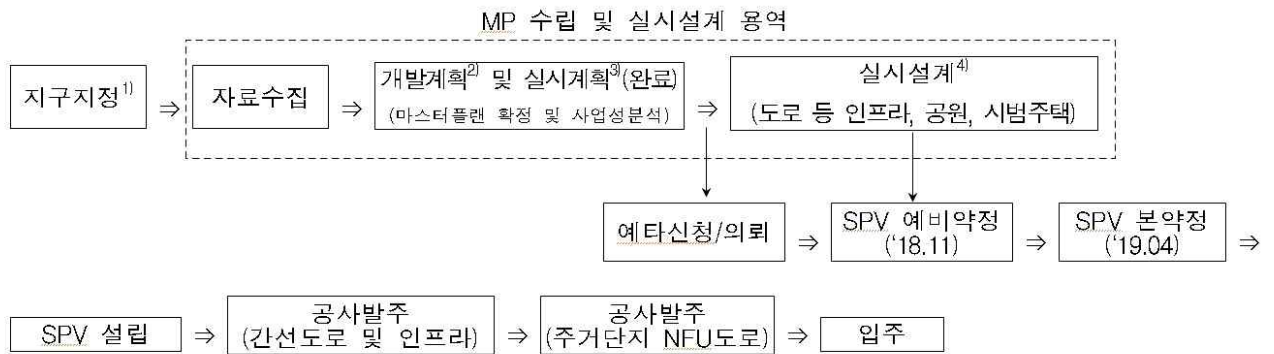 MP 수립 및 실시설계 용역
지구지정1)
⇒
자료수집
⇒
개발계획2) 및 실시계획3)(완료)
(마스터플랜 확정 및 사업성분석)
⇒
실시설계4)
(도로 등 인프라, 공원, 시범주택)
예타신청/의뢰
⇒
SPV 예비약정
(‘18.11)
⇒
SPV 본약정
(‘19.04)
⇒
SPV 설립
⇒
공사발주
(간선도로 및 인프라)
⇒
공사발주
(주거단지 NFU도로)
⇒
입주